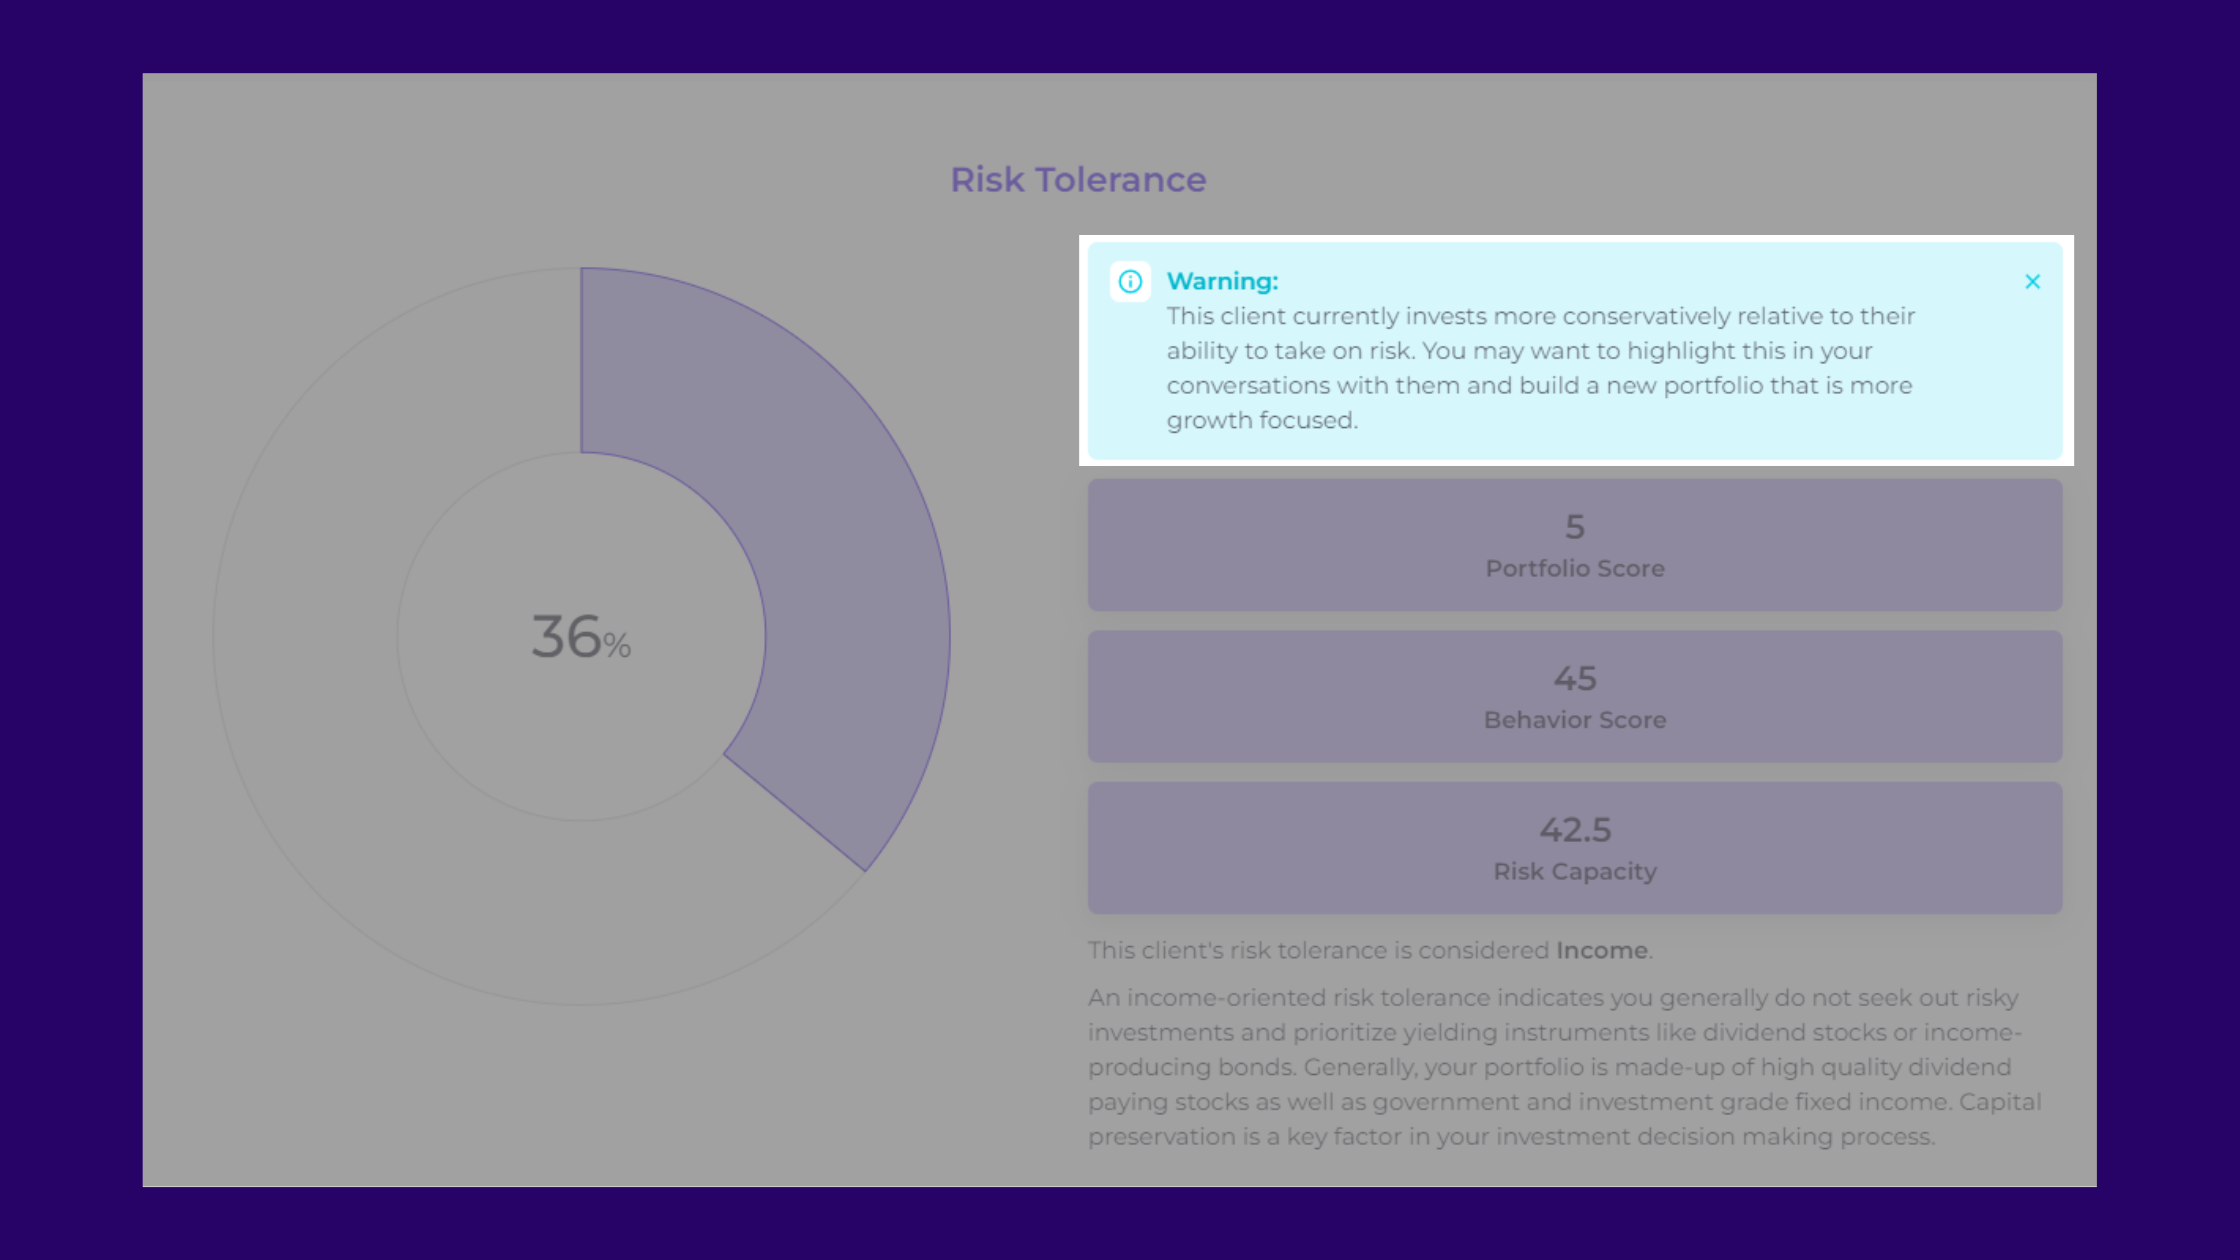 Risk Tolerance
36%
Warning:
This client currently invests more conservatively relative to their
ability to take on risk. You may want to highlight this in your
conversations with them and build a new portfolio that is more
growth focused.
5
Portfolio Score
45
Behavior Score
42.5
Risk Capacity
This client's risk tolerance is considered Income.
An income-oriented risk tolerance indicates you generally do not seek out risky
investments and prioritize yielding instruments like dividend stocks or income-
producing bonds. Generally, your portfolio is made-up of high quality dividend
paying stocks as well as government and investment grade fixed income. Capital
preservation is a key factor in your investment decision making process.